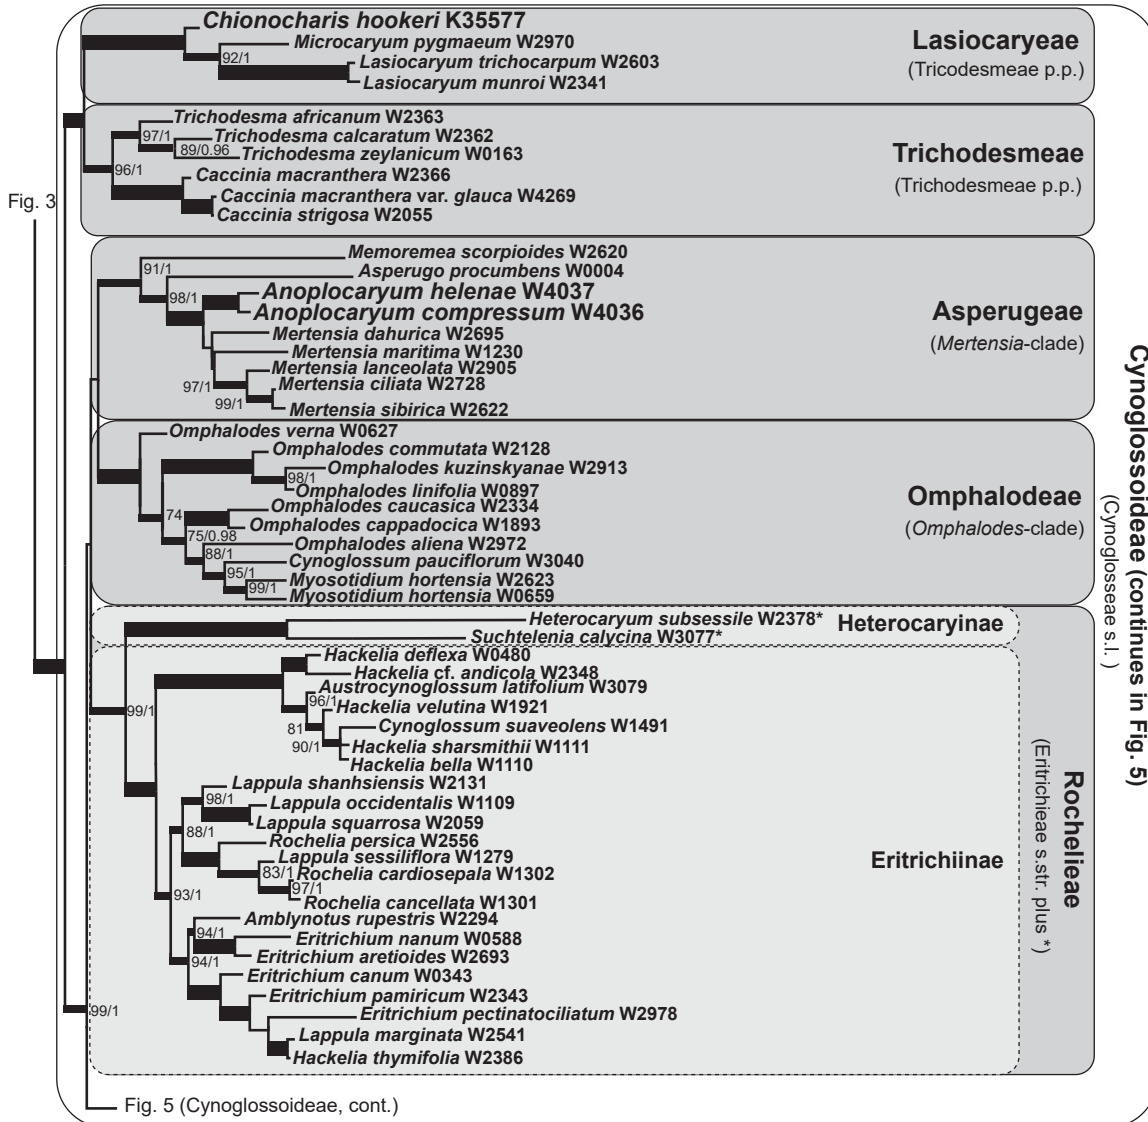 Chionocharis hookeri K35577
Microcaryum pygmaeum W2970
92/1
Lasiocaryum trichocarpum W2603
Lasiocaryum munroi W2341
Lasiocaryeae
(Tricodesmeae p.p.)
Trichodesma africanum W2363
97/1
Trichodesma calcaratum W2362
89/0.96
Trichodesma zeylanicum W0163
96/1
Caccinia macranthera W2366
Caccinia macranthera var. glauca W4269
Caccinia strigosa W2055
Trichodesmeae
(Trichodesmeae p.p.)
Fig. 3
Memoremea scorpioides W2620
91/1
Asperugo procumbens W0004
98/1
Anoplocaryum helenae W4037
Anoplocaryum compressum W4036
Mertensia dahurica W2695
Mertensia maritima W1230
Mertensia lanceolata W2905
97/1
Mertensia ciliata W2728
99/1
Mertensia sibirica W2622
Asperugeae
(Mertensia-clade)
Omphalodes verna W0627
Omphalodes commutata W2128
Omphalodes kuzinskyanae W2913
98/1
Omphalodes linifolia W0897
Omphalodes caucasica W2334
74
Omphalodes cappadocica W1893
75/0.98
Omphalodes aliena W2972
88/1
Cynoglossum pauciflorum W3040
95/1
Myosotidium hortensia W2623
99/1
Myosotidium hortensia W0659
Omphalodeae
(Omphalodes-clade)
Heterocaryum subsessile W2378*
Suchtelenia calycina W3077*
Heterocaryinae
Hackelia deflexa W0480
Hackelia cf. andicola W2348
Austrocynoglossum latifolium W3079
96/1
Hackelia velutina W1921
99/1
81
Cynoglossum suaveolens W1491
90/1
Hackelia sharsmithii W1111
Hackelia bella W1110
Lappula shanhsiensis W2131
98/1
Lappula occidentalis W1109
Lappula squarrosa W2059
88/1
Rochelia persica W2556
Lappula sessiliflora W1279
83/1
Rochelia cardiosepala W1302
97/1
Rochelia cancellata W1301
93/1
Amblynotus rupestris W2294
94/1
Eritrichium nanum W0588
Eritrichium aretioides W2693
94/1
Eritrichium canum W0343
Eritrichium pamiricum W2343
Eritrichium pectinatociliatum W2978
Lappula marginata W2541
Hackelia thymifolia W2386
99/1
Eritrichiinae
Rochelieae
(Eritrichieae s.str. plus *)
Cynoglossoideae (continues in Fig. 5)
(Cynoglosseae s.l.)
Fig. 5 (Cynoglossoideae, cont.)